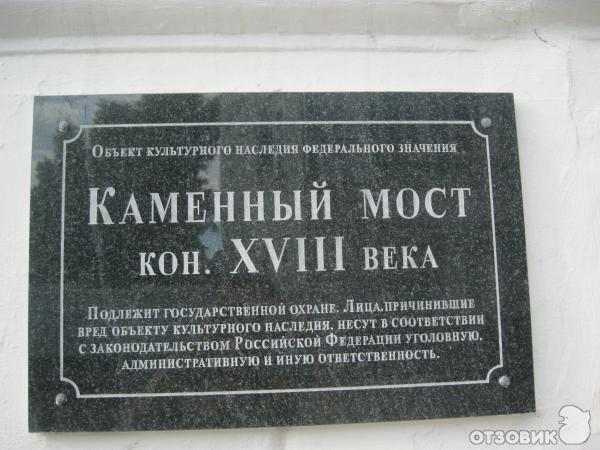 Объект культурного наследия федерального значения
Каменный мост
кон. XVIII века
Подлежит государственной охране. Лица,причинившие
вред объекту культурного наследия, несут в соответствии
с законодательством Российской Федерации уголовную,
административную и иную ответственность.
ОТЗОВИК